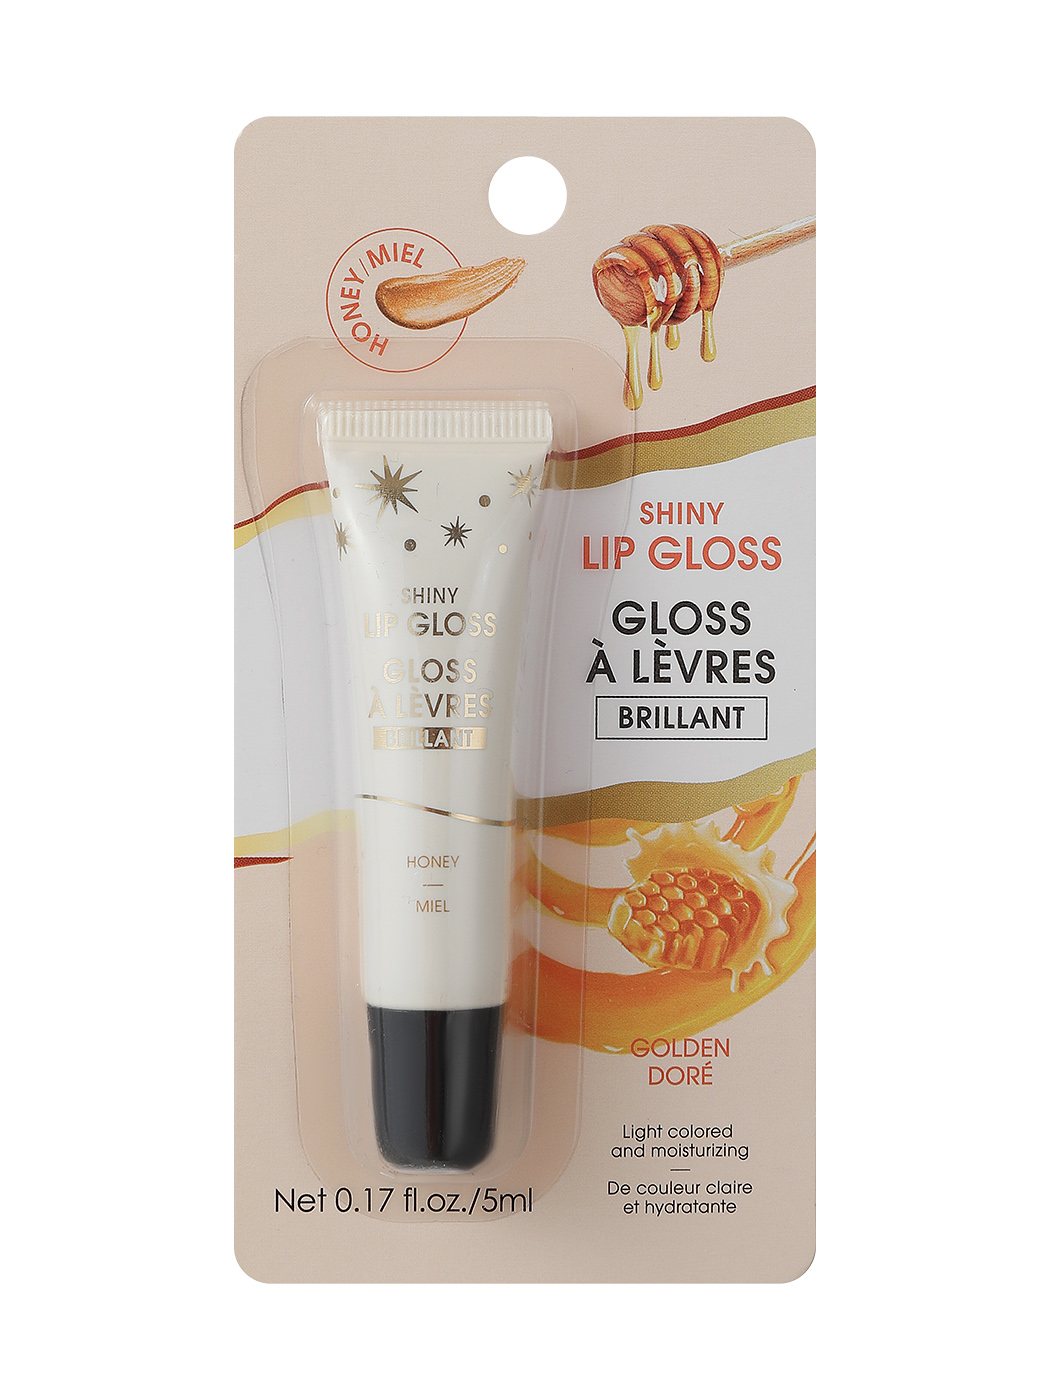 HONEY/MIEL
SHINY
LIP GLOSS
GLOSS
À LÈVRES
BRILLANT
SHINY
LIP GLOSS
GLOSS
À LÈVRES
BRILLANT
HONEY
MIEL
GOLDEN
DORÉ
Light colored
and moisturizing
De couleur claire
et hydratante
Net 0.17 fl.oz./5ml